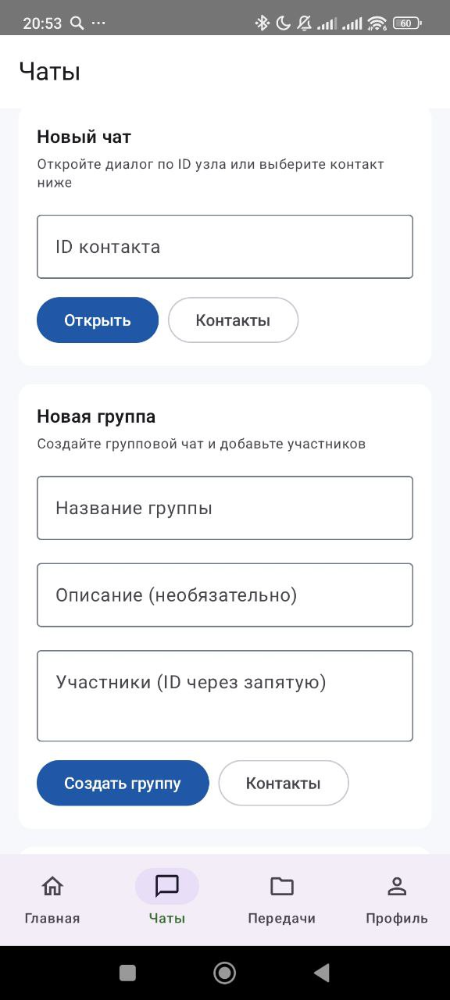 20:53
60
Чаты
Новый чат
Откройте диалог по ID узла или выберите контакт
ниже
ID контакта
Открыть
Контакты
Новая группа
Создайте групповой чат и добавьте участников
Название группы
Описание (необязательно)
Участники (ID через запятую)
Создать группу
Контакты
Главная
Чаты
Передачи
Профиль